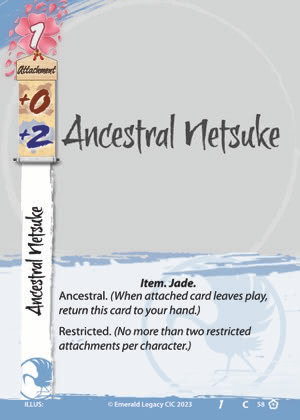 1
Attachment
+0
+2
Ancestral Netsuke
Ancestral Netsuke
Item. Jade.
Ancestral. (When attached card leaves play,
return this card to your hand.)
Restricted. (No more than two restricted
attachments per character.)
ILLUS:
© Emerald Legacy CIC 2023
1
C
58